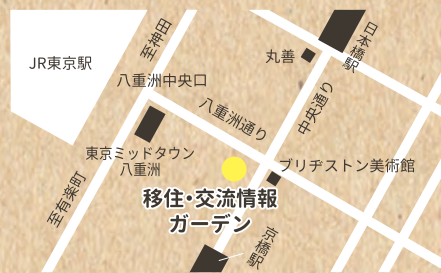 至神田
日本橋駅
丸善
JR東京駅
八重洲中央口
八重洲通り
中央通り
東京ミッドタウン
八重洲
ブリヂストン美術館
至有楽町
移住・交流情報
ガーデン
京橋駅